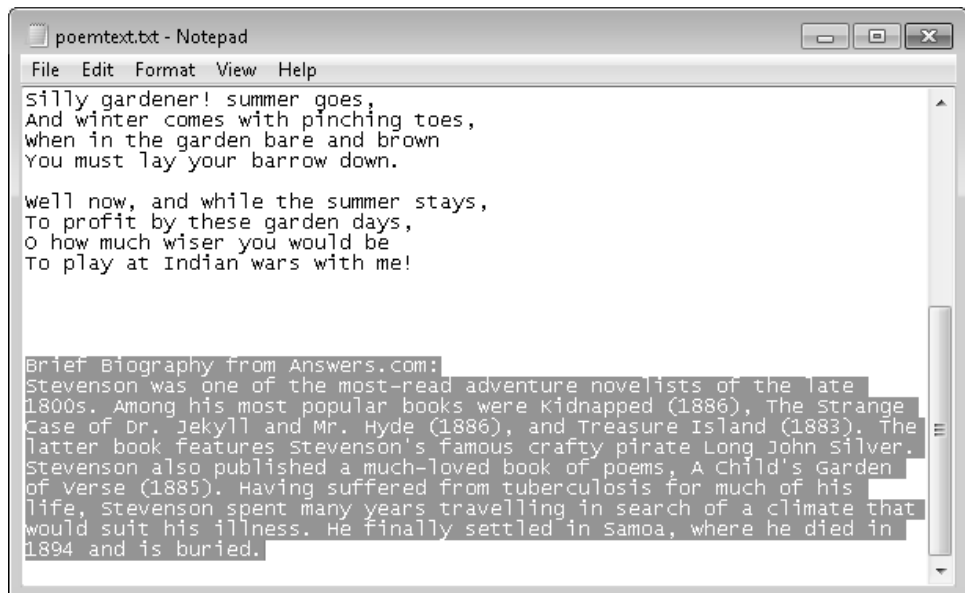 poemtext.txt - Notepad
File Edit Format View Help
Silly gardener! summer goes,
And winter comes with pinching toes,
When in the garden bare and brown
You must lay your barrow down.
Well now, and while the summer stays,
To profit by these garden days,
O how much wiser you would be
To play at Indian wars with me!
Brief Biography from Answers.com:
Stevenson was one of the most-read adventure novelists of the late
1800s. Among his most popular books were Kidnapped (1886), The Strange
Case of Dr. Jekyll and Mr. Hyde (1886), and Treasure Island (1883). The
latter book features Stevenson's famous crafty pirate Long John Silver.
Stevenson also published a much-loved book of poems, A Child's Garden
of Verse (1885). Having suffered from tuberculosis for much of his
life, Stevenson spent many years travelling in search of a climate that
would suit his illness. He finally settled in Samoa, where he died in
1894 and is buried.